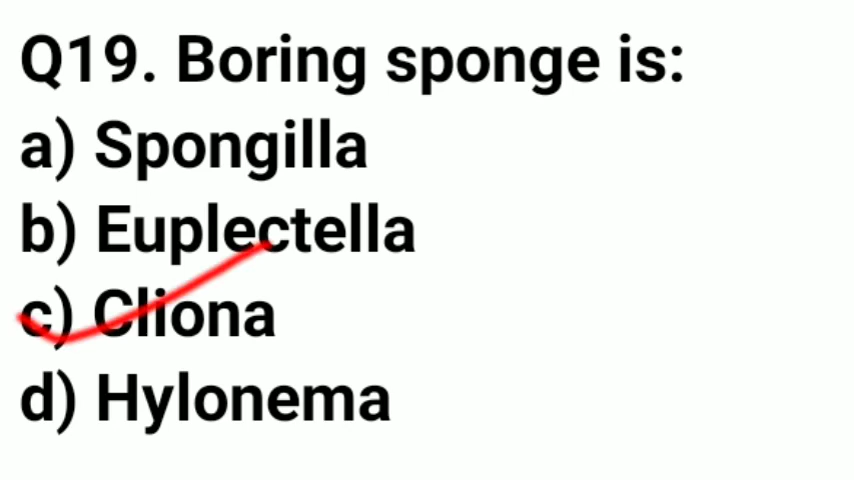 Q19. Boring sponge is:
a) Spongilla
b) Euplectella
c) Cliona
d) Hylonema